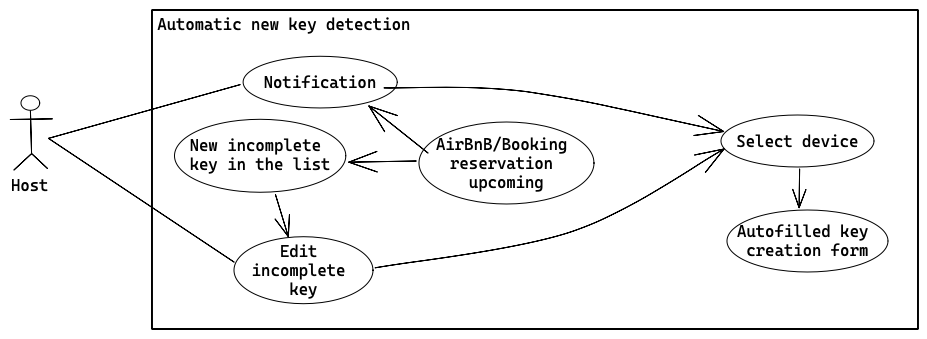 Automatic new key detection
Notification
New incomplete
key in the list
AirBnB/Booking
reservation
upcoming
Select device
Host
Autofilled key
creation form
Edit
incomplete
key